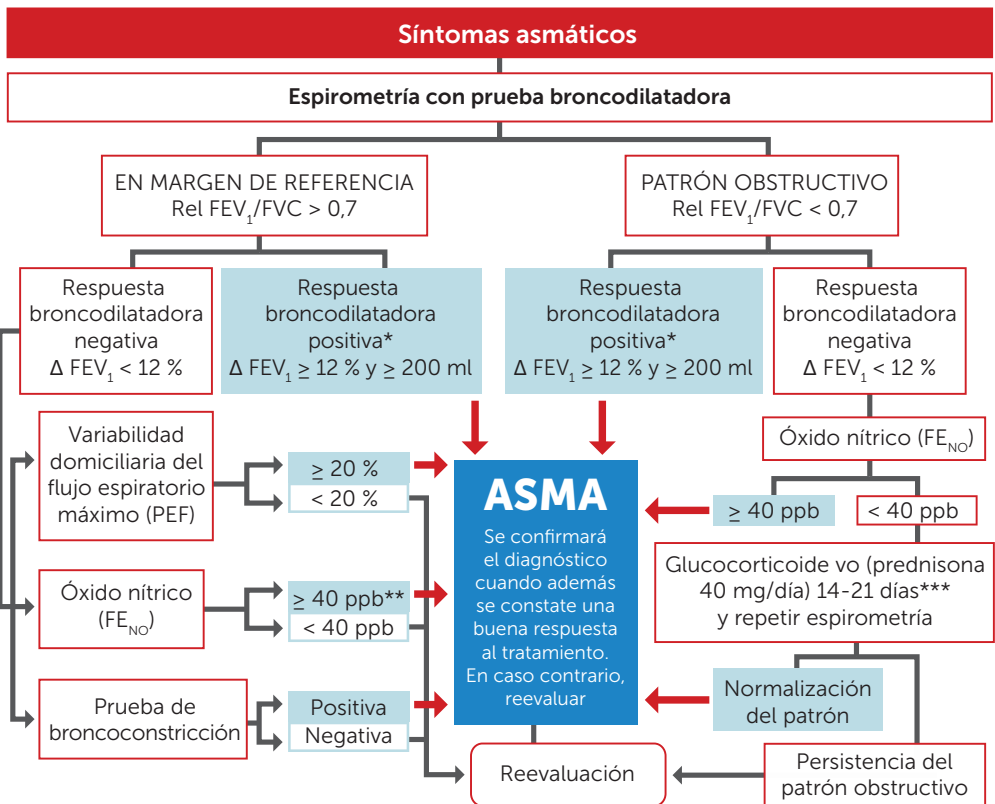 Síntomas asmáticos
Espirometría con prueba broncodilatadora
EN MARGEN DE REFERENCIA
Rel FEV₁/FVC > 0,7
PATRÓN OBSTRUCTIVO
Rel FEV₁/FVC < 0,7
Respuesta
broncodilatadora
negativa
Δ FEV₁ < 12 %
Respuesta
broncodilatadora
positiva*
Δ FEV₁ ≥ 12 % y ≥ 200 ml
Respuesta
broncodilatadora
positiva*
Δ FEV₁ ≥ 12 % y ≥ 200 ml
Respuesta
broncodilatadora
negativa
Δ FEV₁ < 12 %
Variabilidad
domiciliaria del
flujo espiratorio
máximo (PEF)
≥ 20 %
< 20 %
Óxido nítrico
(FE_NO)
≥ 40 ppb**
< 40 ppb
Prueba de
broncoconstricción
Positiva
Negativa
ASMA
Se confirmará
el diagnóstico
cuando además
se constate una
buena respuesta
al tratamiento.
En caso contrario,
reevaluar
Óxido nítrico (FE_NO)
≥ 40 ppb
< 40 ppb
Glucocorticoide vo (prednisona
40 mg/día) 14-21 días***
y repetir espirometría
Normalización
del patrón
Persistencia del
patrón obstructivo
Reevaluación